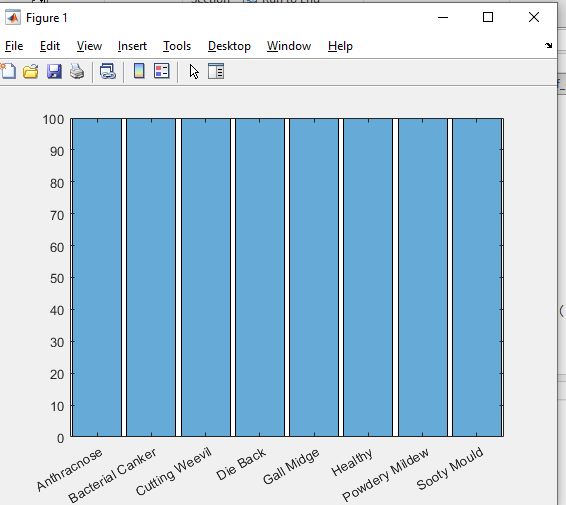 Figure 1
File Edit View Insert Tools Desktop Window Help
100
90
80
70
60
50
40
30
20
10
0
Anthracnose
Bacterial Canker
Cutting Weevil
Die Back
Gall Midge
Healthy
Powdery Mildew
Sooty Mould